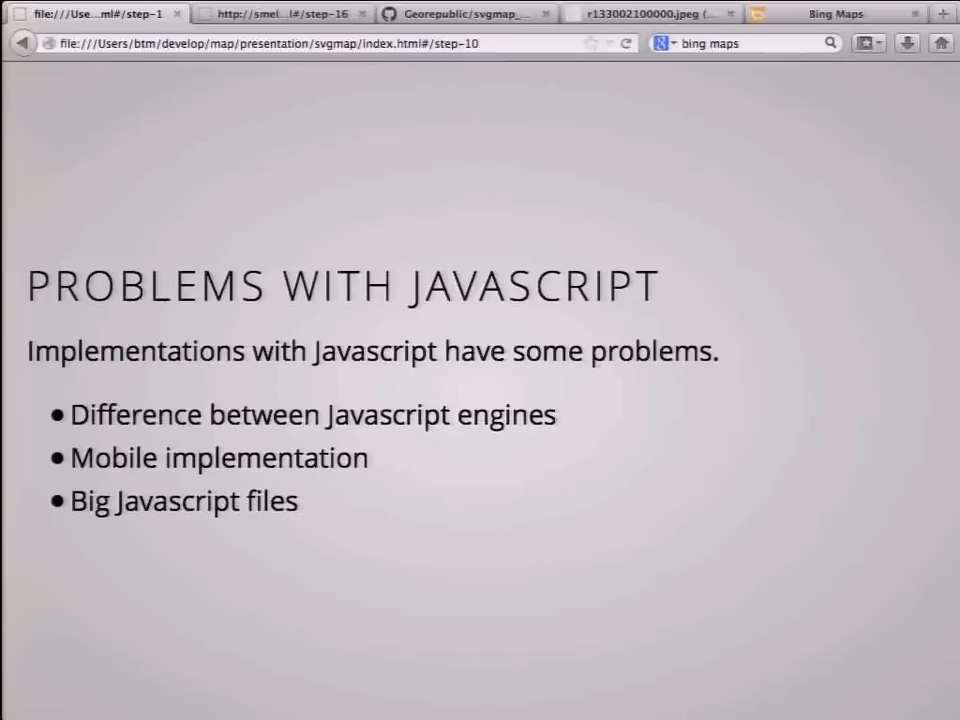 file:///Use...ml#/step-1
http://smel...l#/step-16
Georepublic/svgmap_...
r133002100000.jpeg (...
Bing Maps
file:///Users/btm/develop/map/presentation/svgmap/index.html#/step-10
bing maps
PROBLEMS WITH JAVASCRIPT
Implementations with Javascript have some problems.
• Difference between Javascript engines
• Mobile implementation
• Big Javascript files